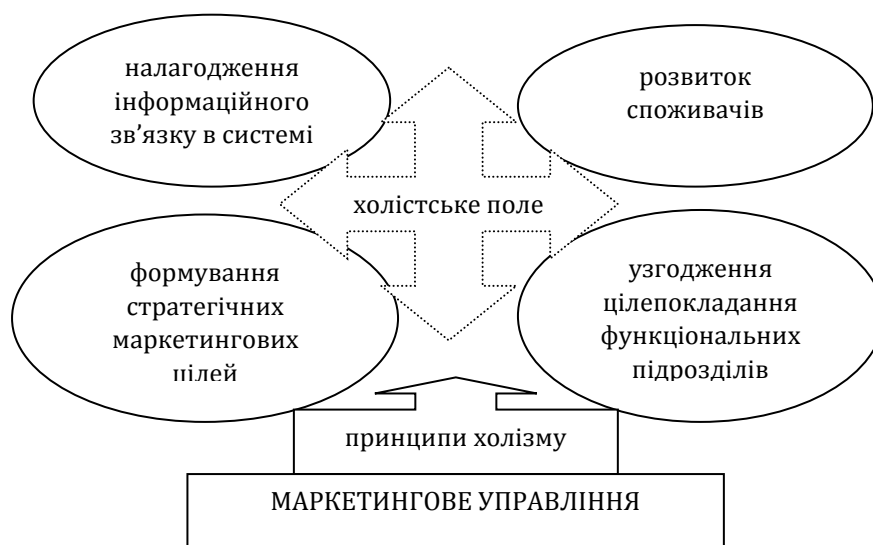 налагодження
інформаційного
зв’язку в системі
розвиток
споживачів
холістське поле
формування
стратегічних
маркетингових
цілей
узгодження
цілепокладання
функціональних
підрозділів
принципи холізму
МАРКЕТИНГОВЕ УПРАВЛІННЯ